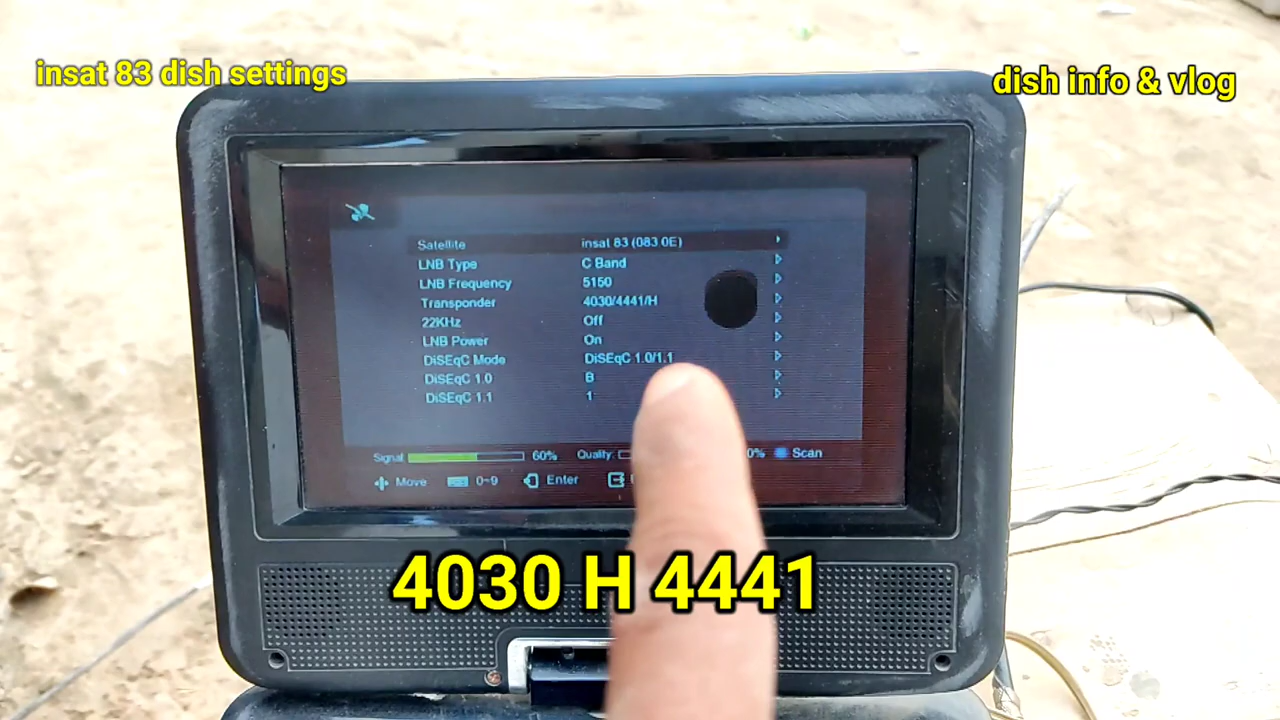 insat 83 dish settings
dish info & vlog
Satellite insat 83 (083.0E)
LNB Type C Band
LNB Frequency 5150
Transponder 4030/4441/H
22KHz Off
LNB Power On
DiSEqC Mode DiSEqC 1.0/1.1
DiSEqC 1.0 B
DiSEqC 1.1 1
Signal 60% Quality: 0% Scan
Move 0~9 Enter
4030 H 4441